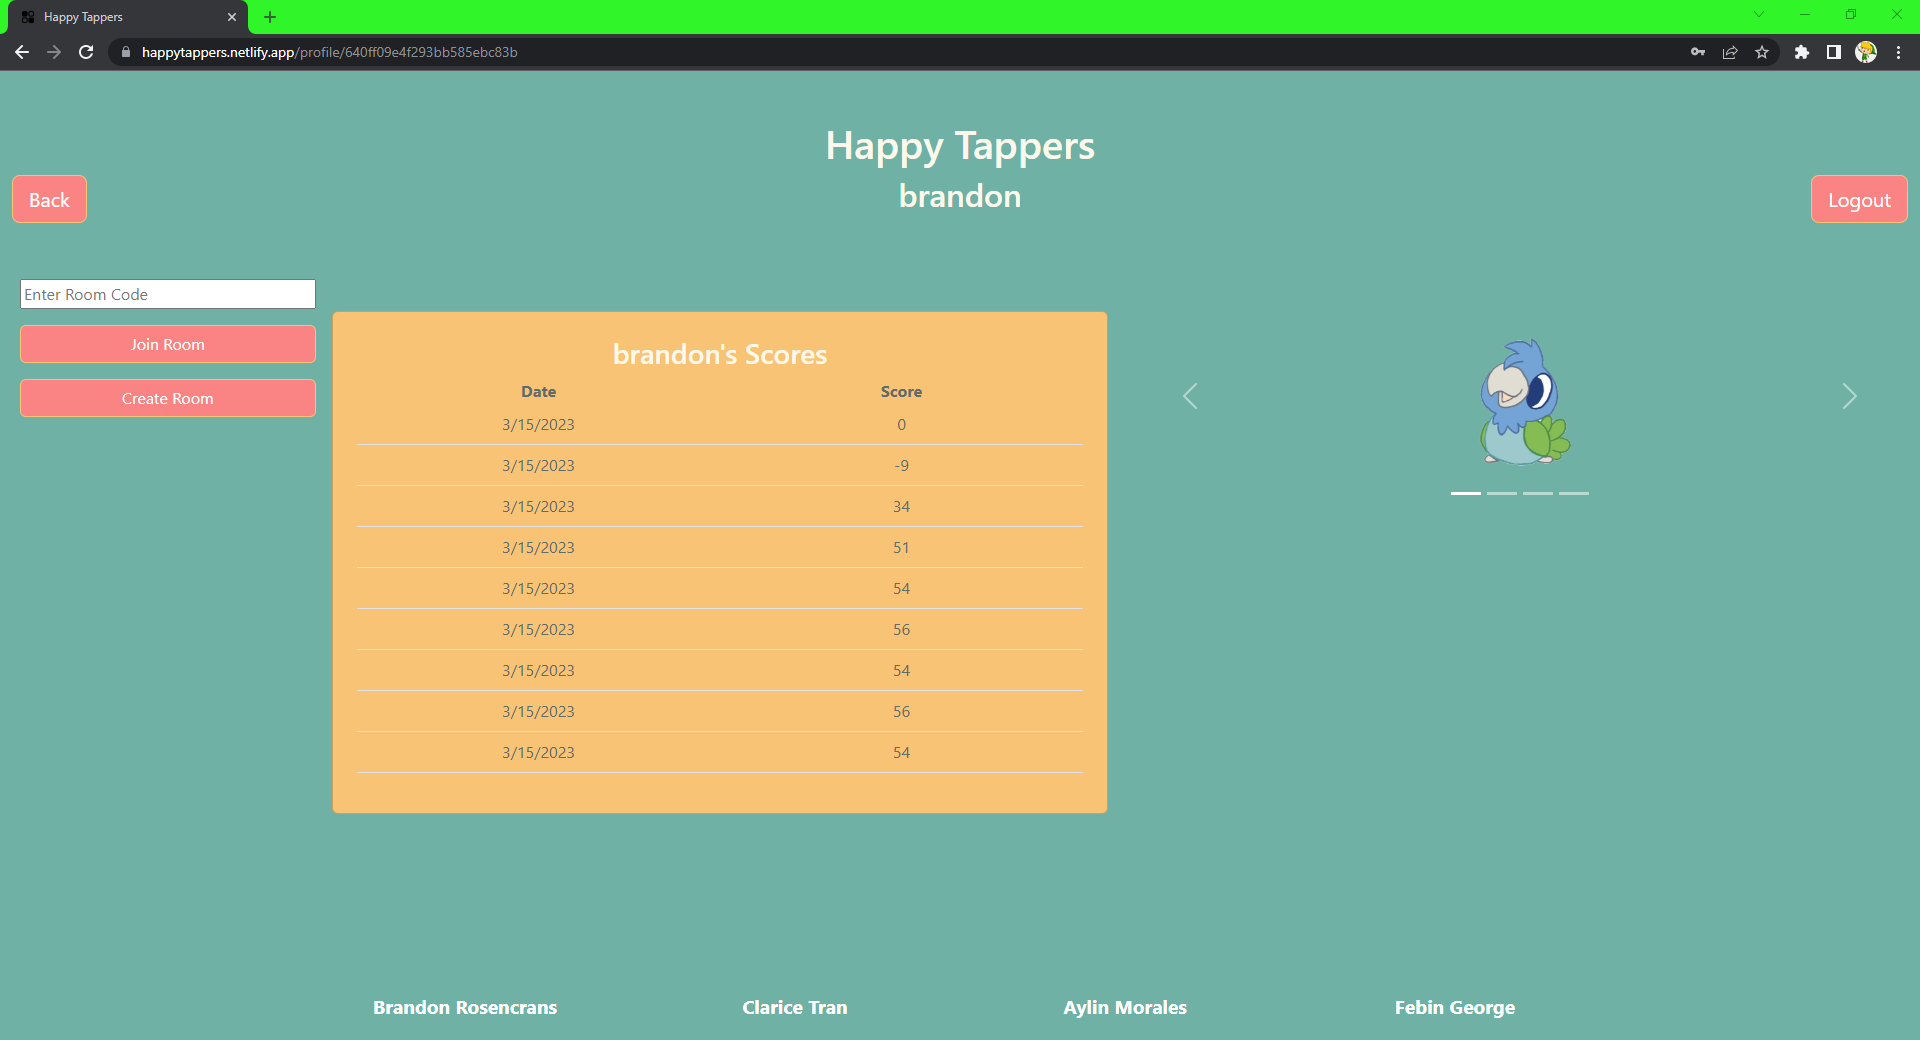 Happy Tappers
happytappers.netlify.app/profile/640ff09e4f293bb585ebc83b
Happy Tappers
brandon
Back
Logout
Enter Room Code
Join Room
Create Room
brandon's Scores
Date Score
3/15/2023 0
3/15/2023 -9
3/15/2023 34
3/15/2023 51
3/15/2023 54
3/15/2023 56
3/15/2023 54
3/15/2023 56
3/15/2023 54
Brandon Rosencrans Clarice Tran Aylin Morales Febin George